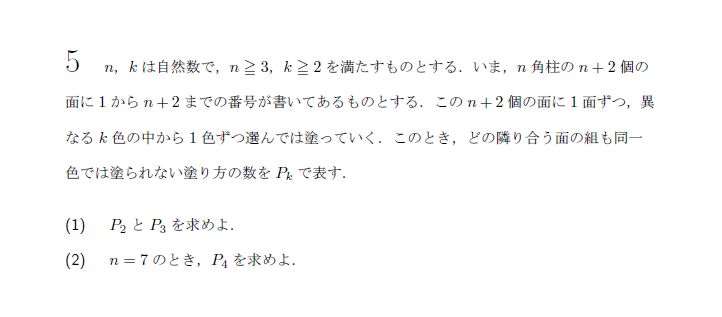 5 n, k は自然数で, n ≧ 3, k ≧ 2 を満たすものとする. いま, n 角柱の n + 2 個の
面に 1 から n + 2 までの番号が書いてあるものとする. この n + 2 個の面に 1 面ずつ, 異
なる k 色の中から 1 色ずつ選んでは塗っていく. このとき, どの隣り合う面の組も同一
色では塗られない塗り方の数を Pₖ で表す.
(1) P₂ と P₃ を求めよ.
(2) n = 7 のとき, P₄ を求めよ.